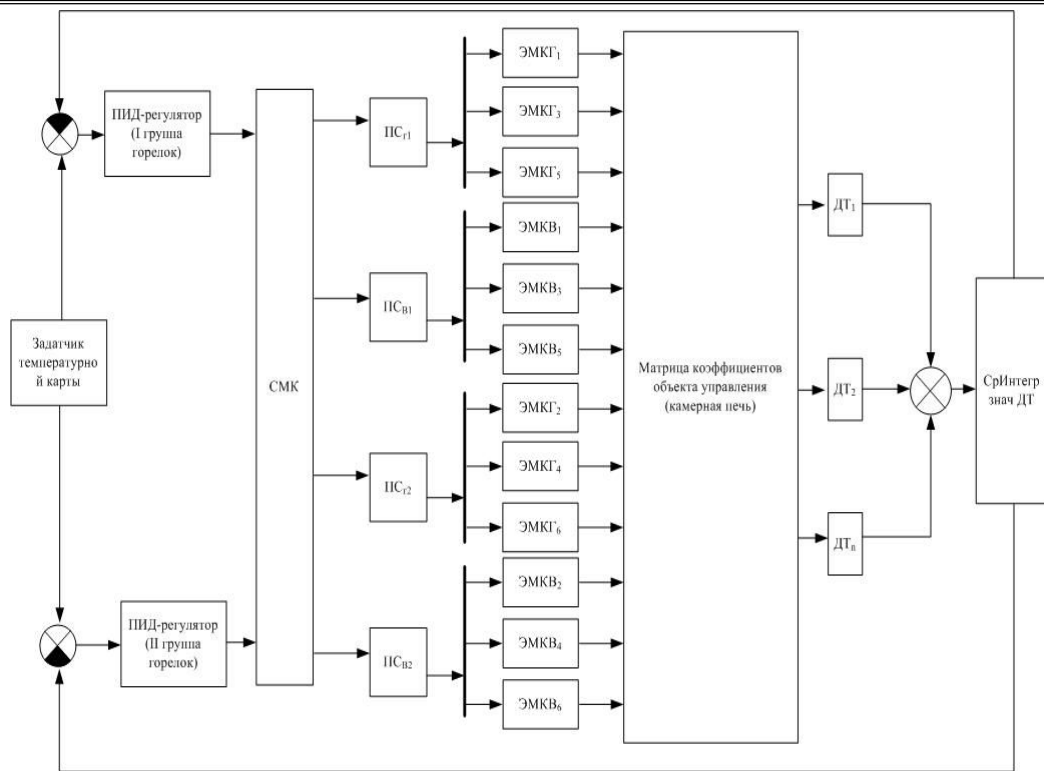 ПИД-регулятор
(I группа
горелок)
Задатчик
температурно
й карты
ПИД-регулятор
(II группа
горелок)
СМК
ПСг1
ПСВ1
ПСг2
ПСВ2
ЭМКГ1
ЭМКГ3
ЭМКГ5
ЭМКВ1
ЭМКВ3
ЭМКВ5
ЭМКГ2
ЭМКГ4
ЭМКГ6
ЭМКВ2
ЭМКВ4
ЭМКВ6
Матрица коэффициентов
объекта управления
(камерная печь)
ДТ1
ДТ2
ДТn
СрИнтегр
знач ДТ